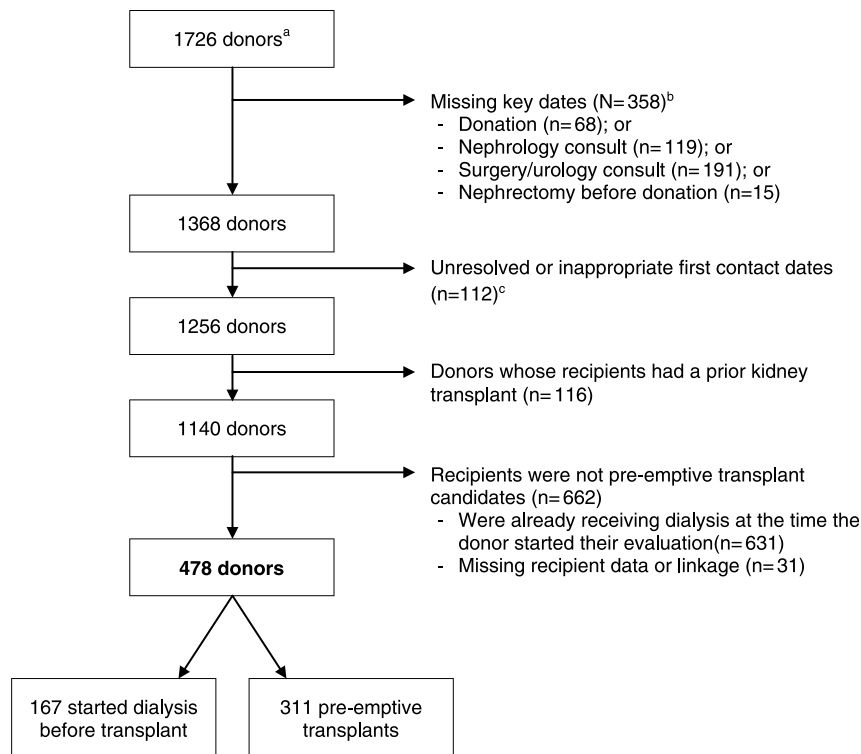 1726 donorsᵃ
Missing key dates (N=358)ᵇ
- Donation (n=68); or
- Nephrology consult (n=119); or
- Surgery/urology consult (n=191); or
- Nephrectomy before donation (n=15)
1368 donors
Unresolved or inappropriate first contact dates
(n=112)ᶜ
1256 donors
Donors whose recipients had a prior kidney
transplant (n=116)
1140 donors
Recipients were not pre-emptive transplant
candidates (n=662)
- Were already receiving dialysis at the time the
donor started their evaluation(n=631)
- Missing recipient data or linkage (n=31)
478 donors
167 started dialysis
before transplant
311 pre-emptive
transplants